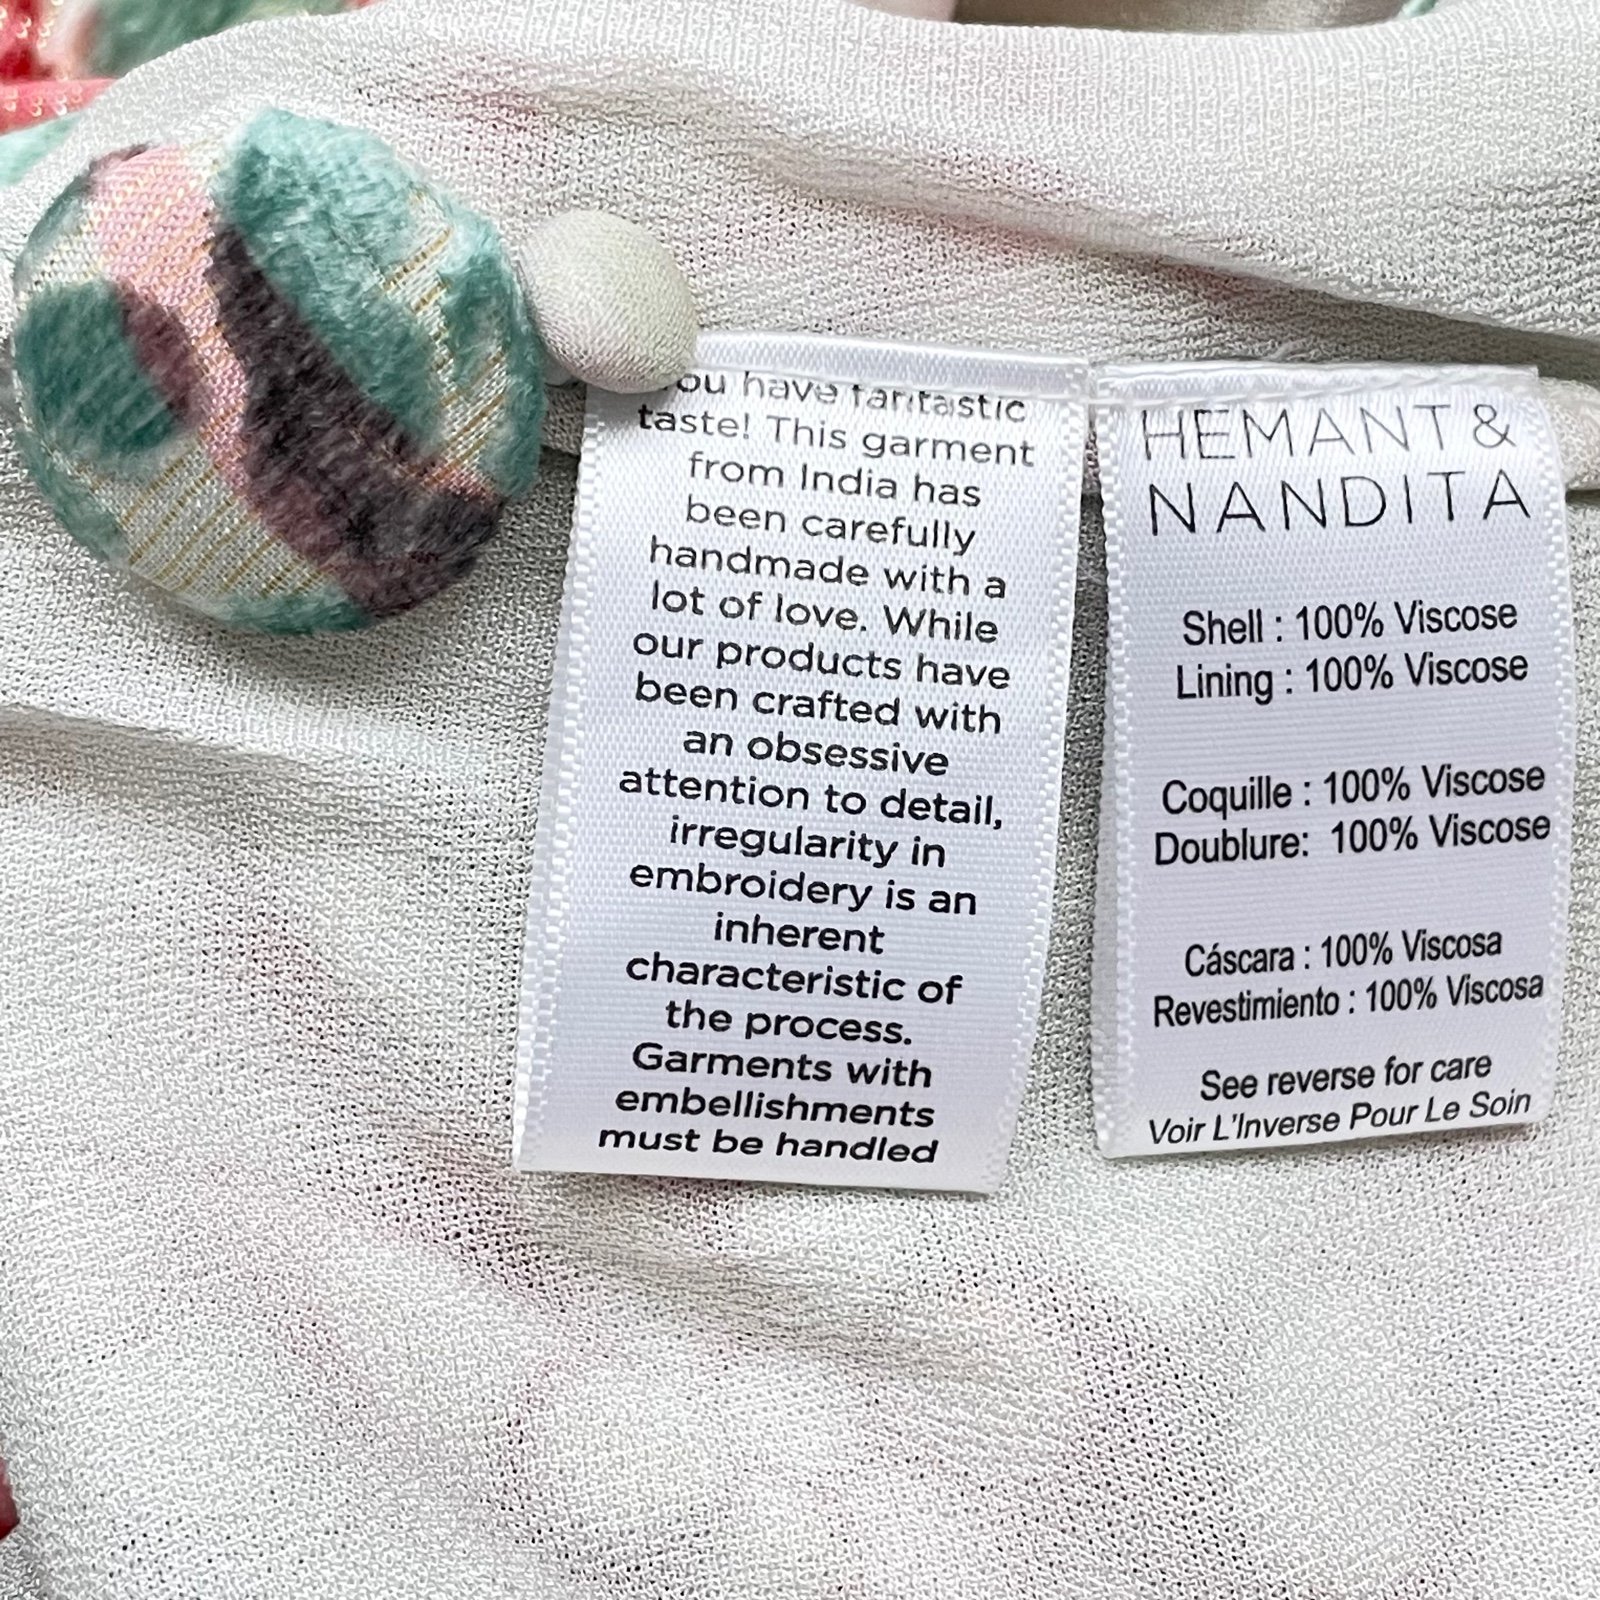 You have fantastic
taste! This garment
from India has
been carefully
handmade with a
lot of love. While
our products have
been crafted with
an obsessive
attention to detail,
irregularity in
embroidery is an
inherent
characteristic of
the process.
Garments with
embellishments
must be handled
HEMANT &
NANDITA
Shell : 100% Viscose
Lining : 100% Viscose
Coquille : 100% Viscose
Doublure: 100% Viscose
Cáscara : 100% Viscosa
Revestimiento : 100% Viscosa
See reverse for care
Voir L'Inverse Pour Le Soin